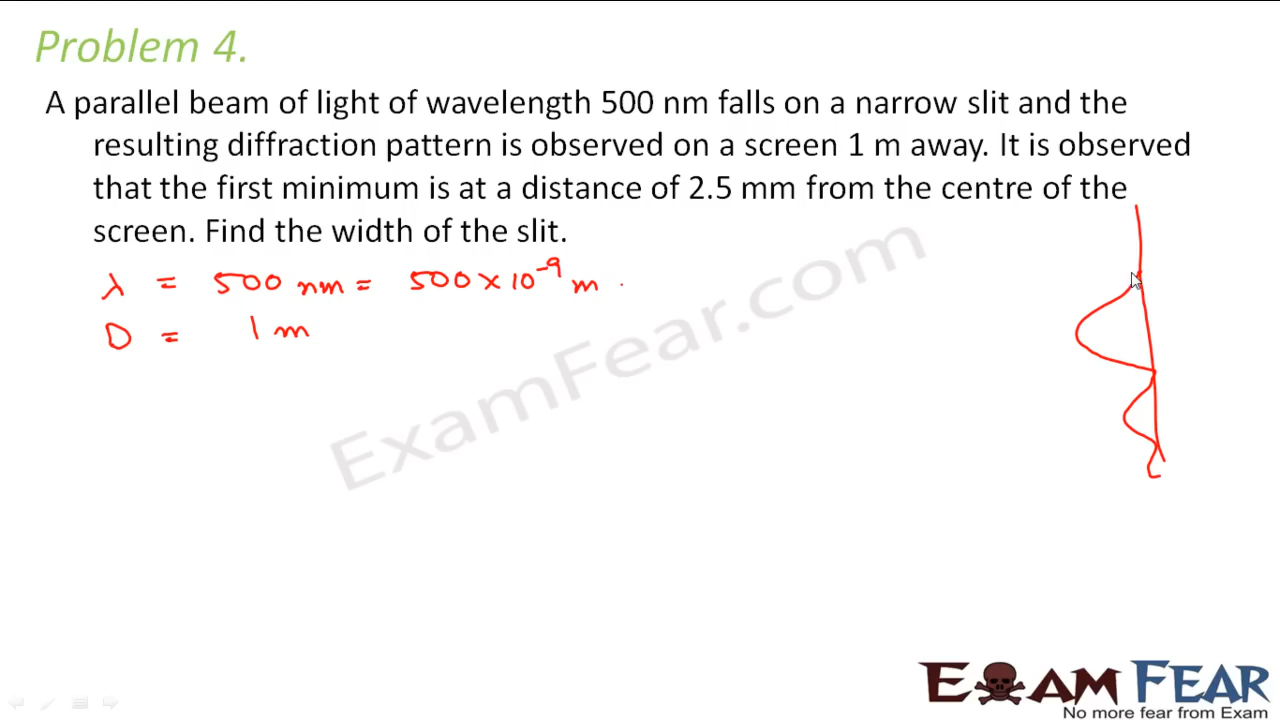 Problem 4.
A parallel beam of light of wavelength 500 nm falls on a narrow slit and the
resulting diffraction pattern is observed on a screen 1 m away. It is observed
that the first minimum is at a distance of 2.5 mm from the centre of the
screen. Find the width of the slit.
λ = 500 nm = 500 × 10⁻⁹ m .
D = 1 m
ExamFear.com
EXAM FEAR
No more fear from Exam